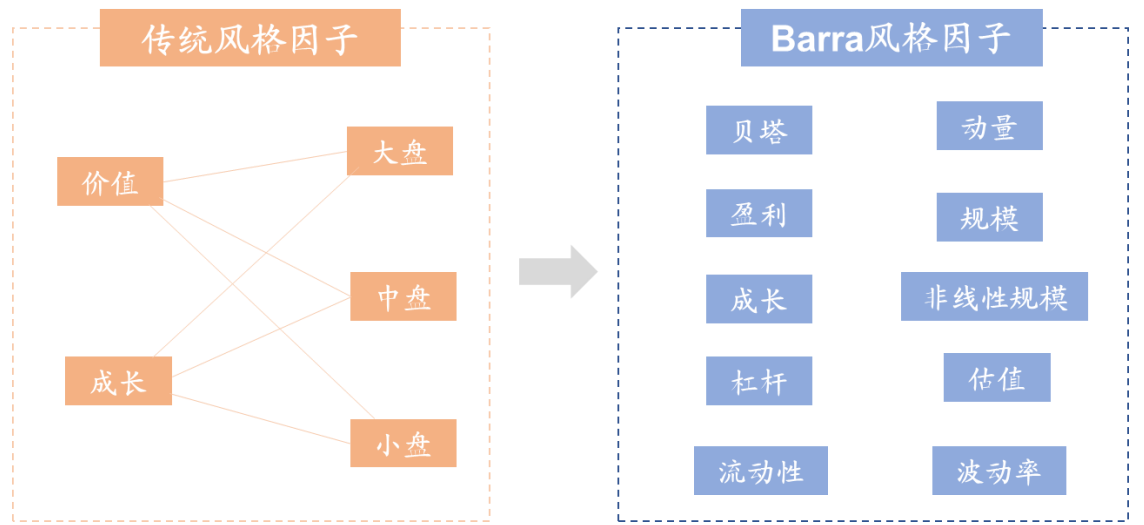 传统风格因子
价值
成长
大盘
中盘
小盘
Barra风格因子
贝塔
动量
盈利
规模
成长
非线性规模
杠杆
估值
流动性
波动率